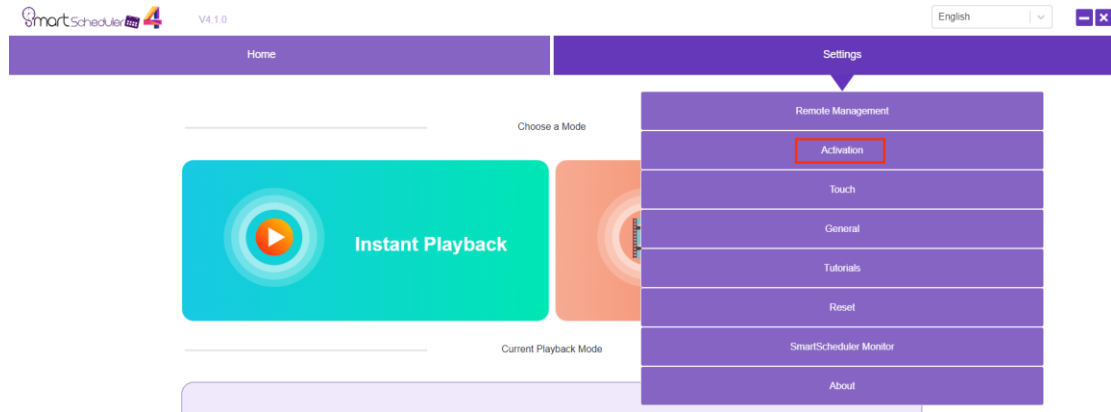 SmartScheduler 4 V4.1.0 English
Home Settings
Remote Management
Choose a Mode
Activation
Touch
General
Instant Playback
Tutorials
Reset
Current Playback Mode SmartScheduler Monitor
About